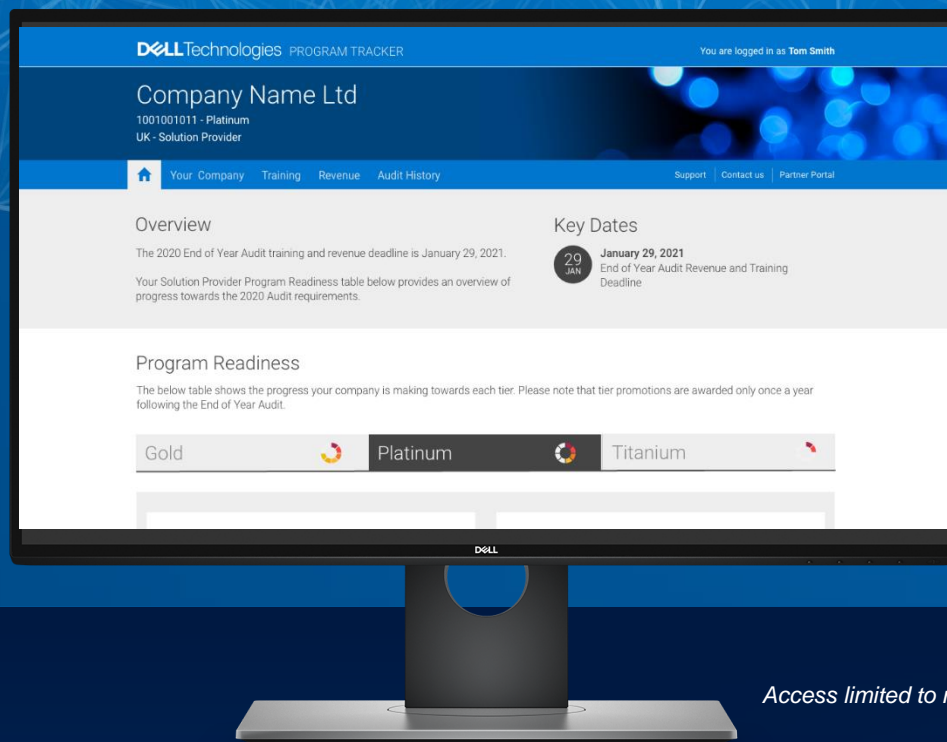 DELLTechnologies PROGRAM TRACKER
You are logged in as Tom Smith
Company Name Ltd
1001001011 - Platinum
UK - Solution Provider
Your Company Training Revenue Audit History
Support Contact us Partner Portal
Overview
The 2020 End of Year Audit training and revenue deadline is January 29, 2021.
Your Solution Provider Program Readiness table below provides an overview of
progress towards the 2020 Audit requirements.
Key Dates
29
JAN
January 29, 2021
End of Year Audit Revenue and Training
Deadline
Program Readiness
The below table shows the progress your company is making towards each tier. Please note that tier promotions are awarded only once a year
following the End of Year Audit.
Gold Platinum Titanium
DELL
Access limited to